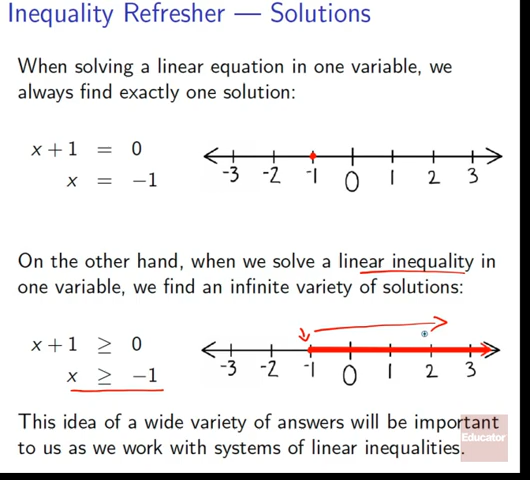 Inequality Refresher — Solutions
When solving a linear equation in one variable, we
always find exactly one solution:
x + 1 = 0
x = −1
-3 -2 -1 0 1 2 3
On the other hand, when we solve a linear inequality in
one variable, we find an infinite variety of solutions:
x + 1 ≥ 0
x ≥ −1
-3 -2 -1 0 1 2 3
This idea of a wide variety of answers will be important
to us as we work with systems of linear inequalities.
Educator